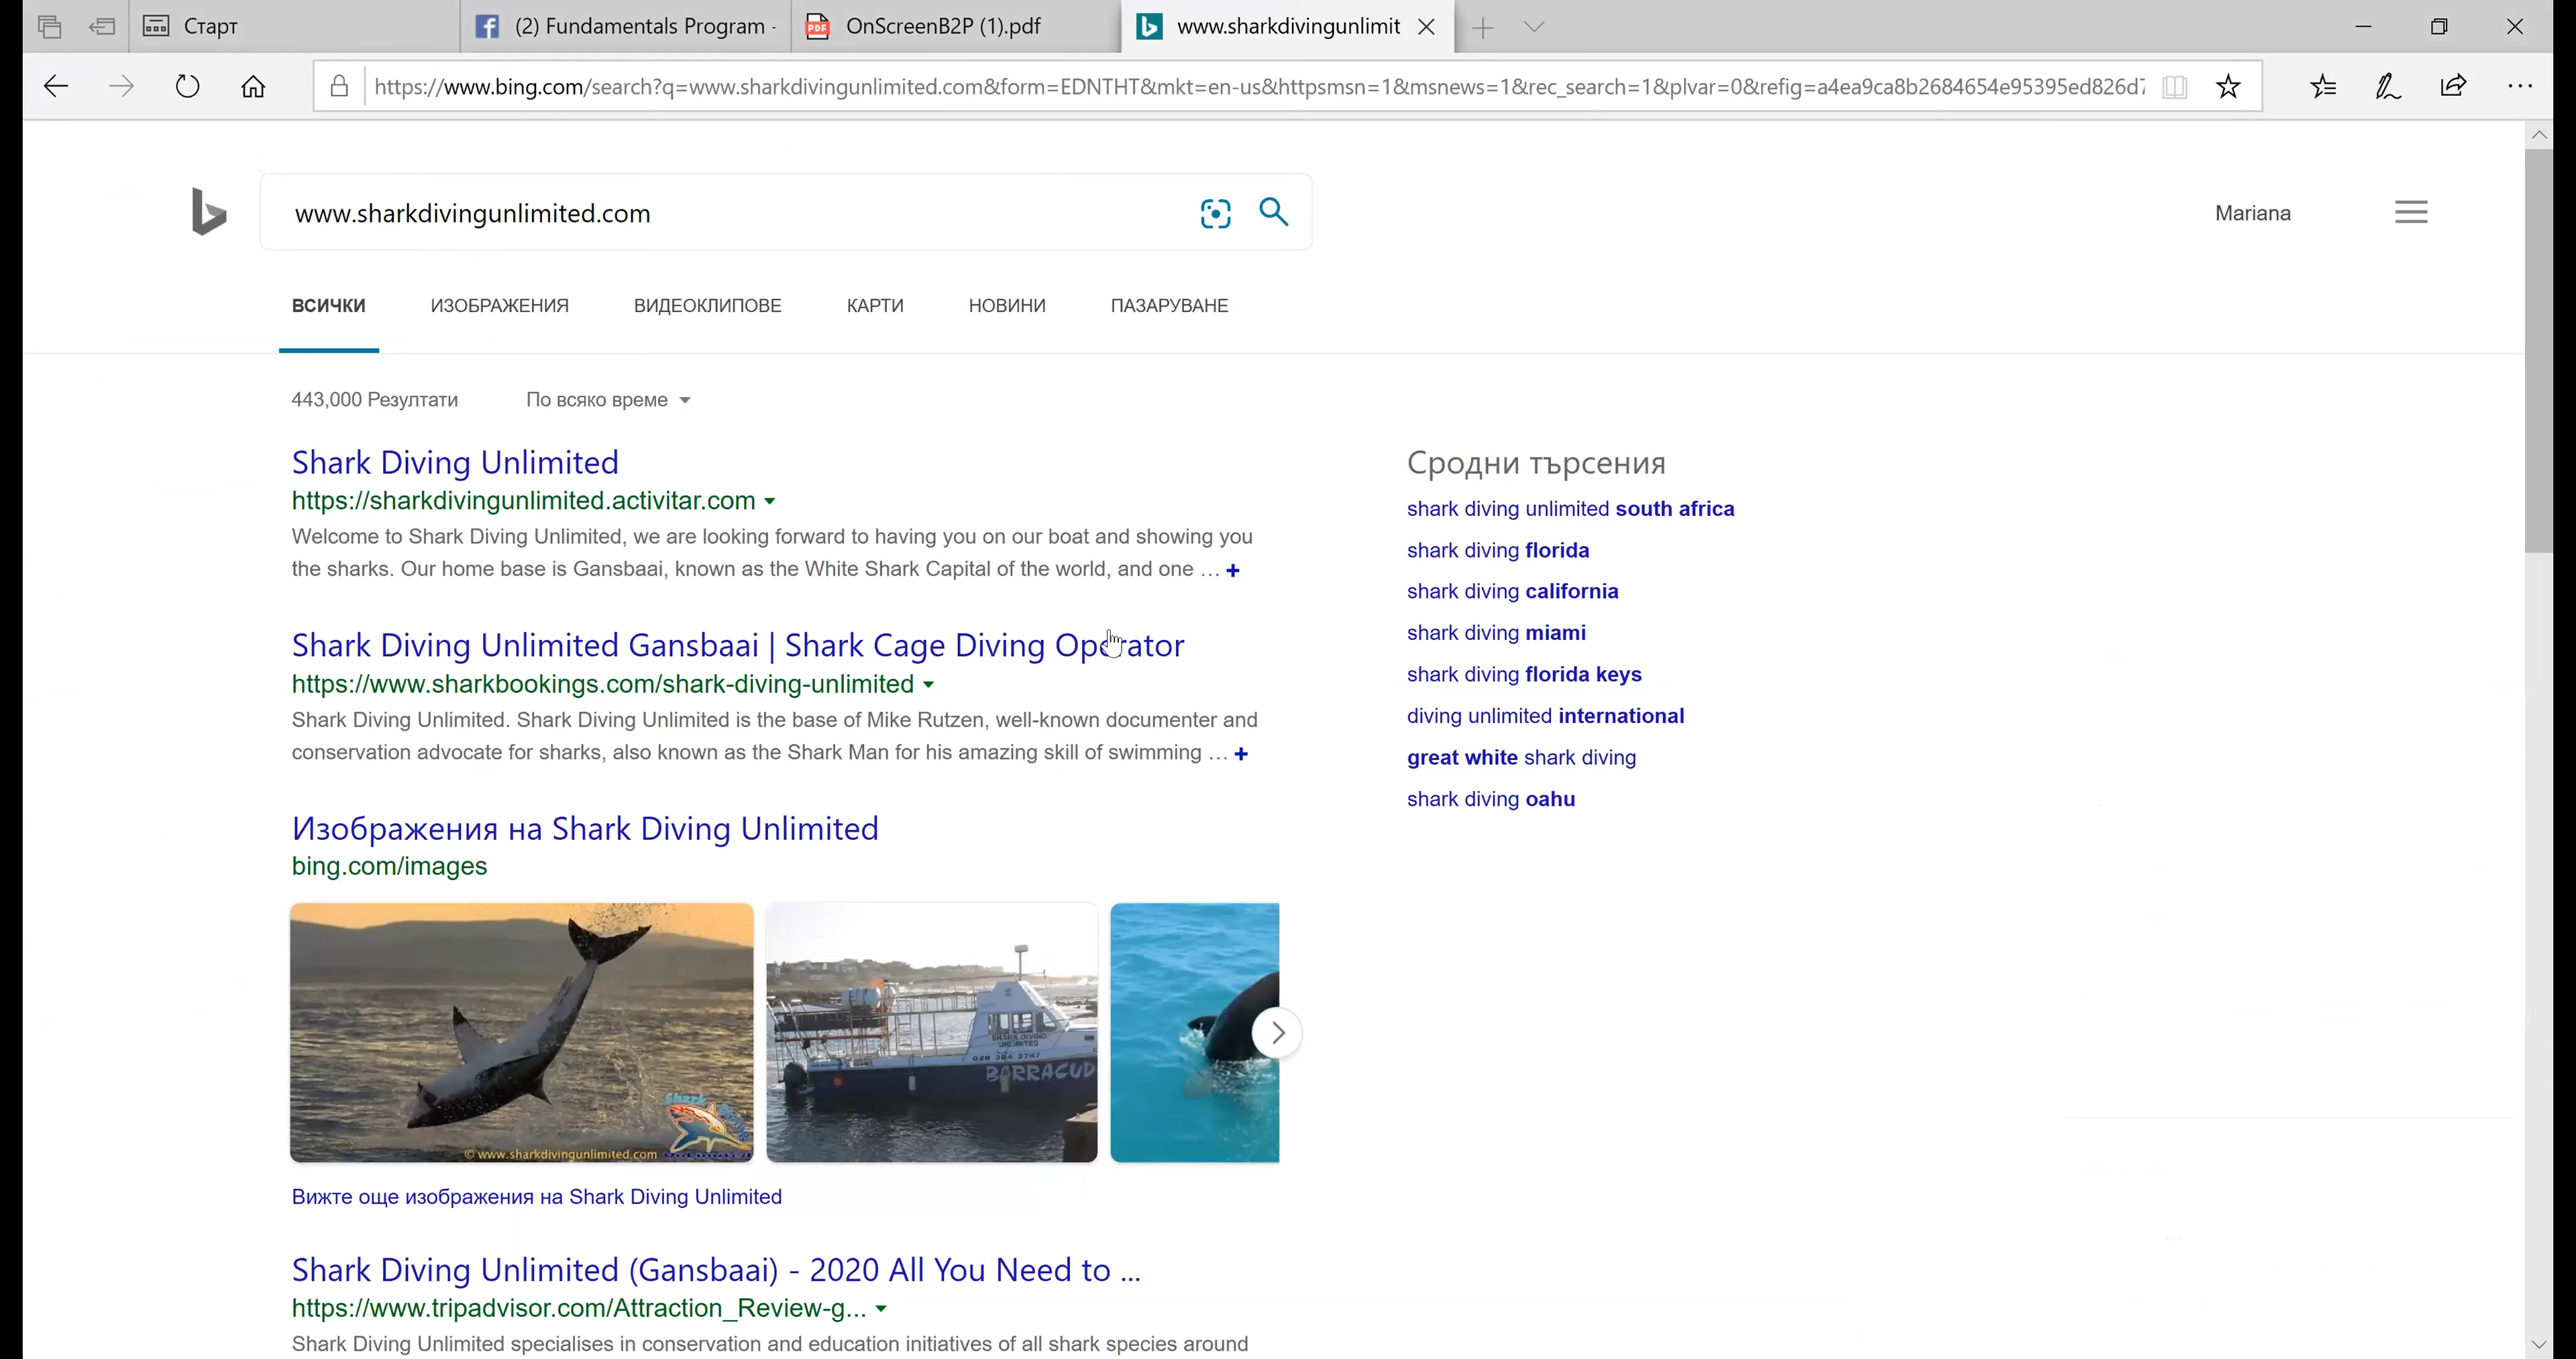 Старт
(2) Fundamentals Program -
PDF
OnScreenB2P (1).pdf
www.sharkdivingunlimit
https://www.bing.com/search?q=www.sharkdivingunlimited.com&form=EDNTHT&mkt=en-us&httpsmsn=1&msnews=1&rec_search=1&plvar=0&refig=a4ea9ca8b2684654e95395ed826d7
www.sharkdivingunlimited.com
Mariana
ВСИЧКИ ИЗОБРАЖЕНИЯ ВИДЕОКЛИПОВЕ КАРТИ НОВИНИ ПАЗАРУВАНЕ
443,000 Резултати По всяко време
Shark Diving Unlimited
https://sharkdivingunlimited.activitar.com
Welcome to Shark Diving Unlimited, we are looking forward to having you on our boat and showing you
the sharks. Our home base is Gansbaai, known as the White Shark Capital of the world, and one ... +
Shark Diving Unlimited Gansbaai | Shark Cage Diving Operator
https://www.sharkbookings.com/shark-diving-unlimited
Shark Diving Unlimited. Shark Diving Unlimited is the base of Mike Rutzen, well-known documenter and
conservation advocate for sharks, also known as the Shark Man for his amazing skill of swimming ... +
Изображения на Shark Diving Unlimited
bing.com/images
Shark
© www.sharkdivingunlimited.com
SHARK DIVING
UNLIMITED
028 384 2787
BARRACUD
Вижте още изображения на Shark Diving Unlimited
Shark Diving Unlimited (Gansbaai) - 2020 All You Need to ...
https://www.tripadvisor.com/Attraction_Review-g...
Shark Diving Unlimited specialises in conservation and education initiatives of all shark species around
Сродни търсения
shark diving unlimited south africa
shark diving florida
shark diving california
shark diving miami
shark diving florida keys
diving unlimited international
great white shark diving
shark diving oahu